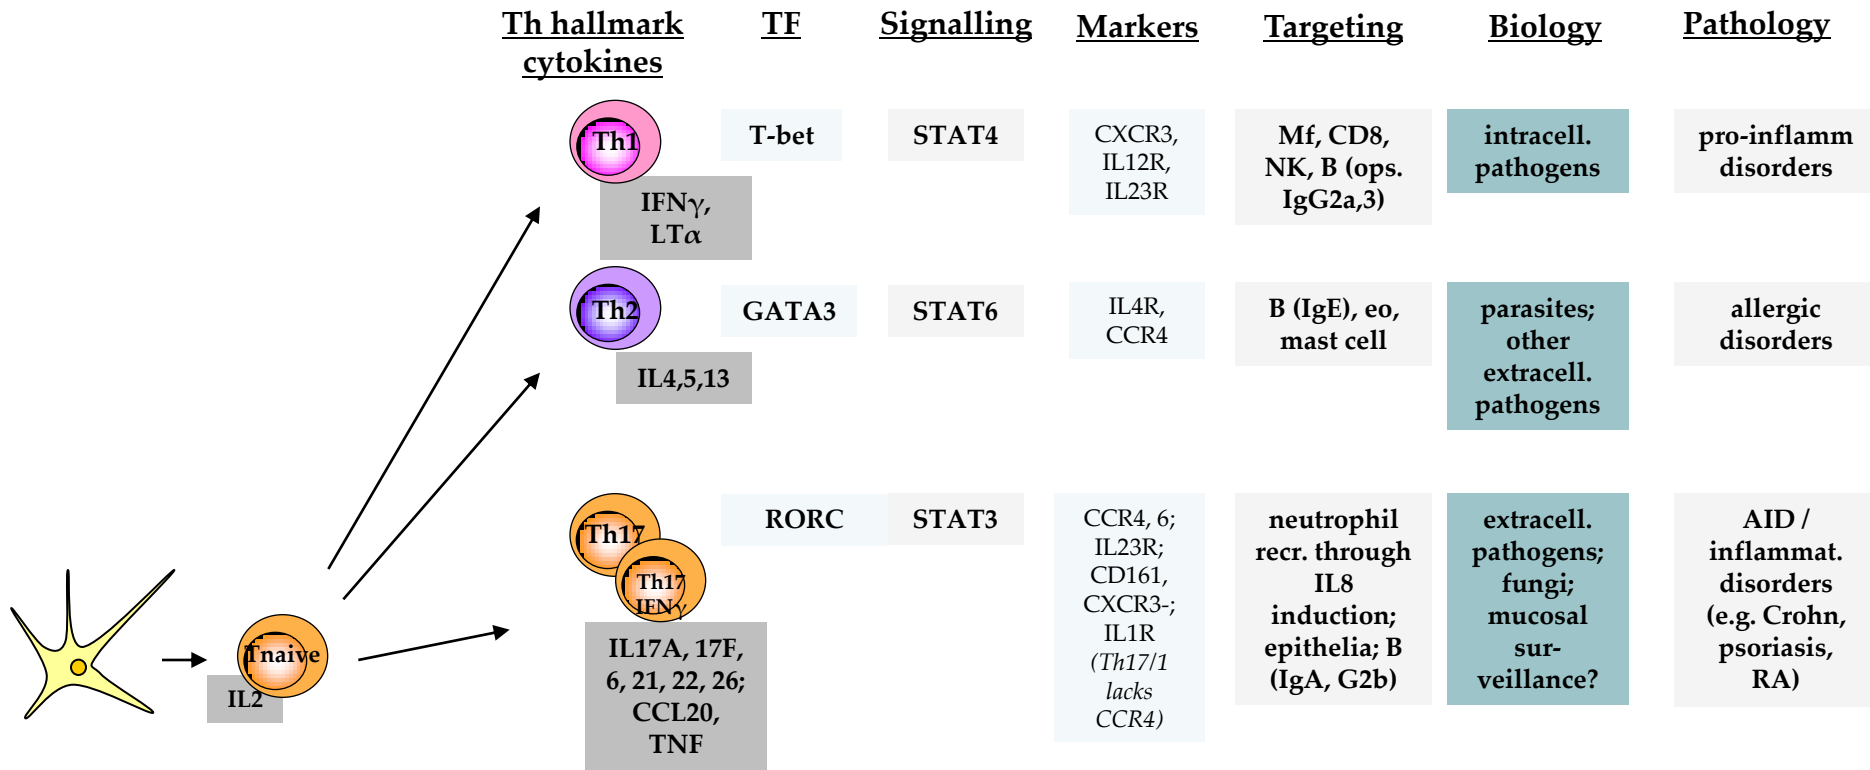 Th hallmark
cytokines
TF
Signalling
Markers
Targeting
Biology
Pathology
Th1
IFNγ,
LTα
T-bet
STAT4
CXCR3,
IL12R,
IL23R
Mf, CD8,
NK, B (ops.
IgG2a,3)
intracell.
pathogens
pro-inflamm
disorders
Th2
IL4,5,13
GATA3
STAT6
IL4R,
CCR4
B (IgE), eo,
mast cell
parasites;
other
extracell.
pathogens
allergic
disorders
Th17
Th17
IFNγ
IL17A, 17F,
6, 21, 22, 26;
CCL20,
TNF
RORC
STAT3
CCR4, 6;
IL23R;
CD161,
CXCR3-;
IL1R
(Th17/1
lacks
CCR4)
neutrophil
recr. through
IL8
induction;
epithelia; B
(IgA, G2b)
extracell.
pathogens;
fungi;
mucosal
sur-
veillance?
AID /
inflammat.
disorders
(e.g. Crohn,
psoriasis,
RA)
Tnaive
IL2